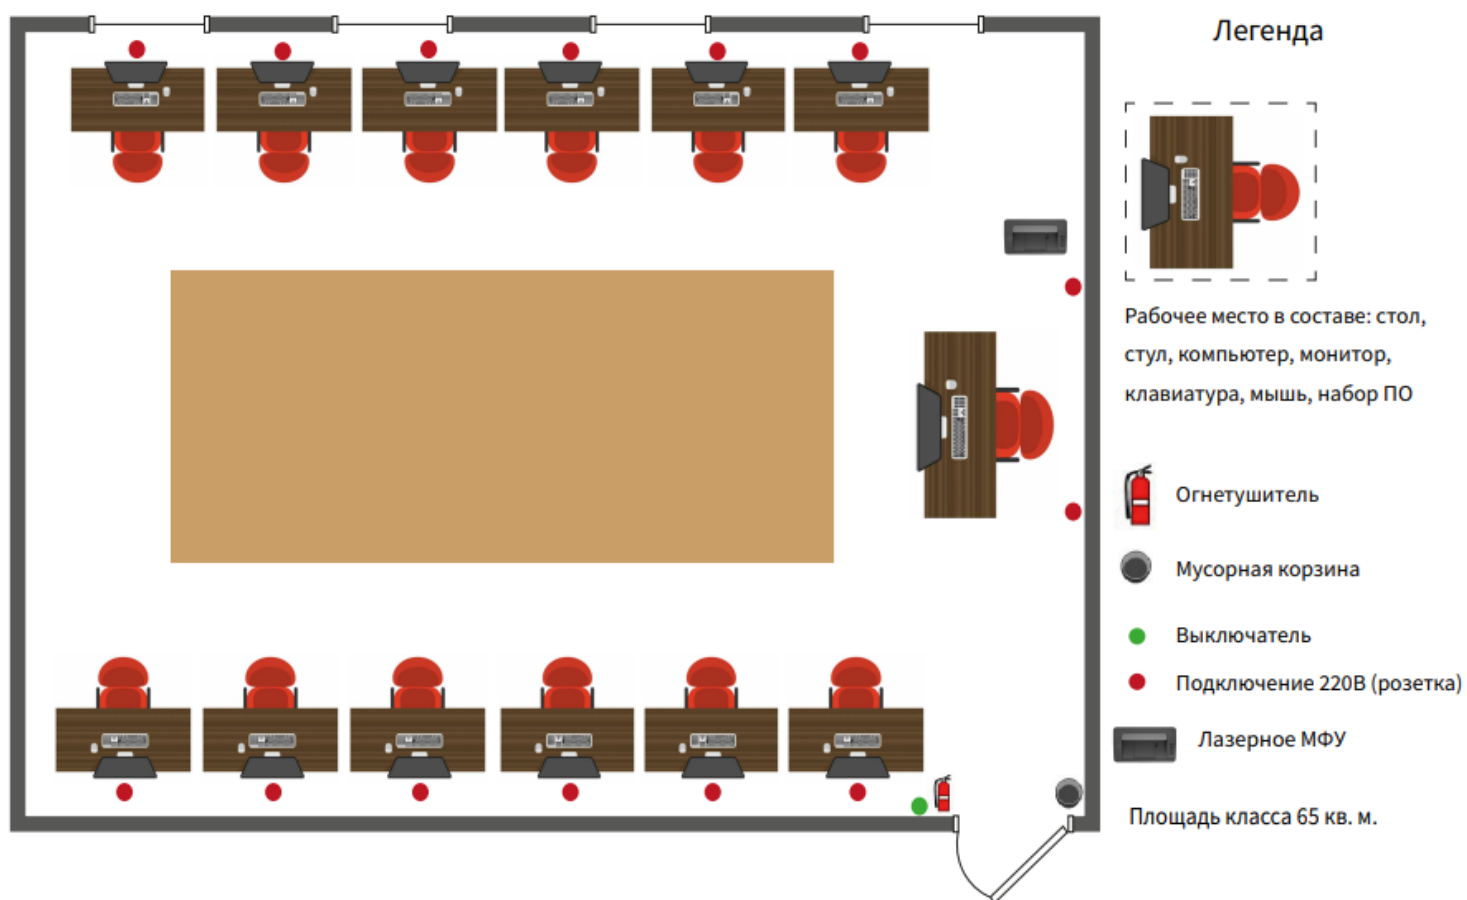 Легенда
Рабочее место в составе: стол,
стул, компьютер, монитор,
клавиатура, мышь, набор ПО
Огнетушитель
Мусорная корзина
Выключатель
Подключение 220В (розетка)
Лазерное МФУ
Площадь класса 65 кв. м.